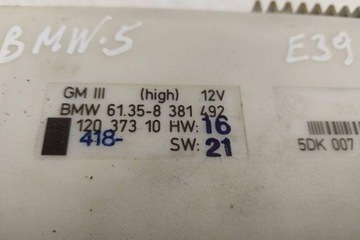 BMW·5 E39
GM III (high) 12V
BMW 61.35-8 381 492
120 373 10 HW: 16
418- SW: 21
5DK 007